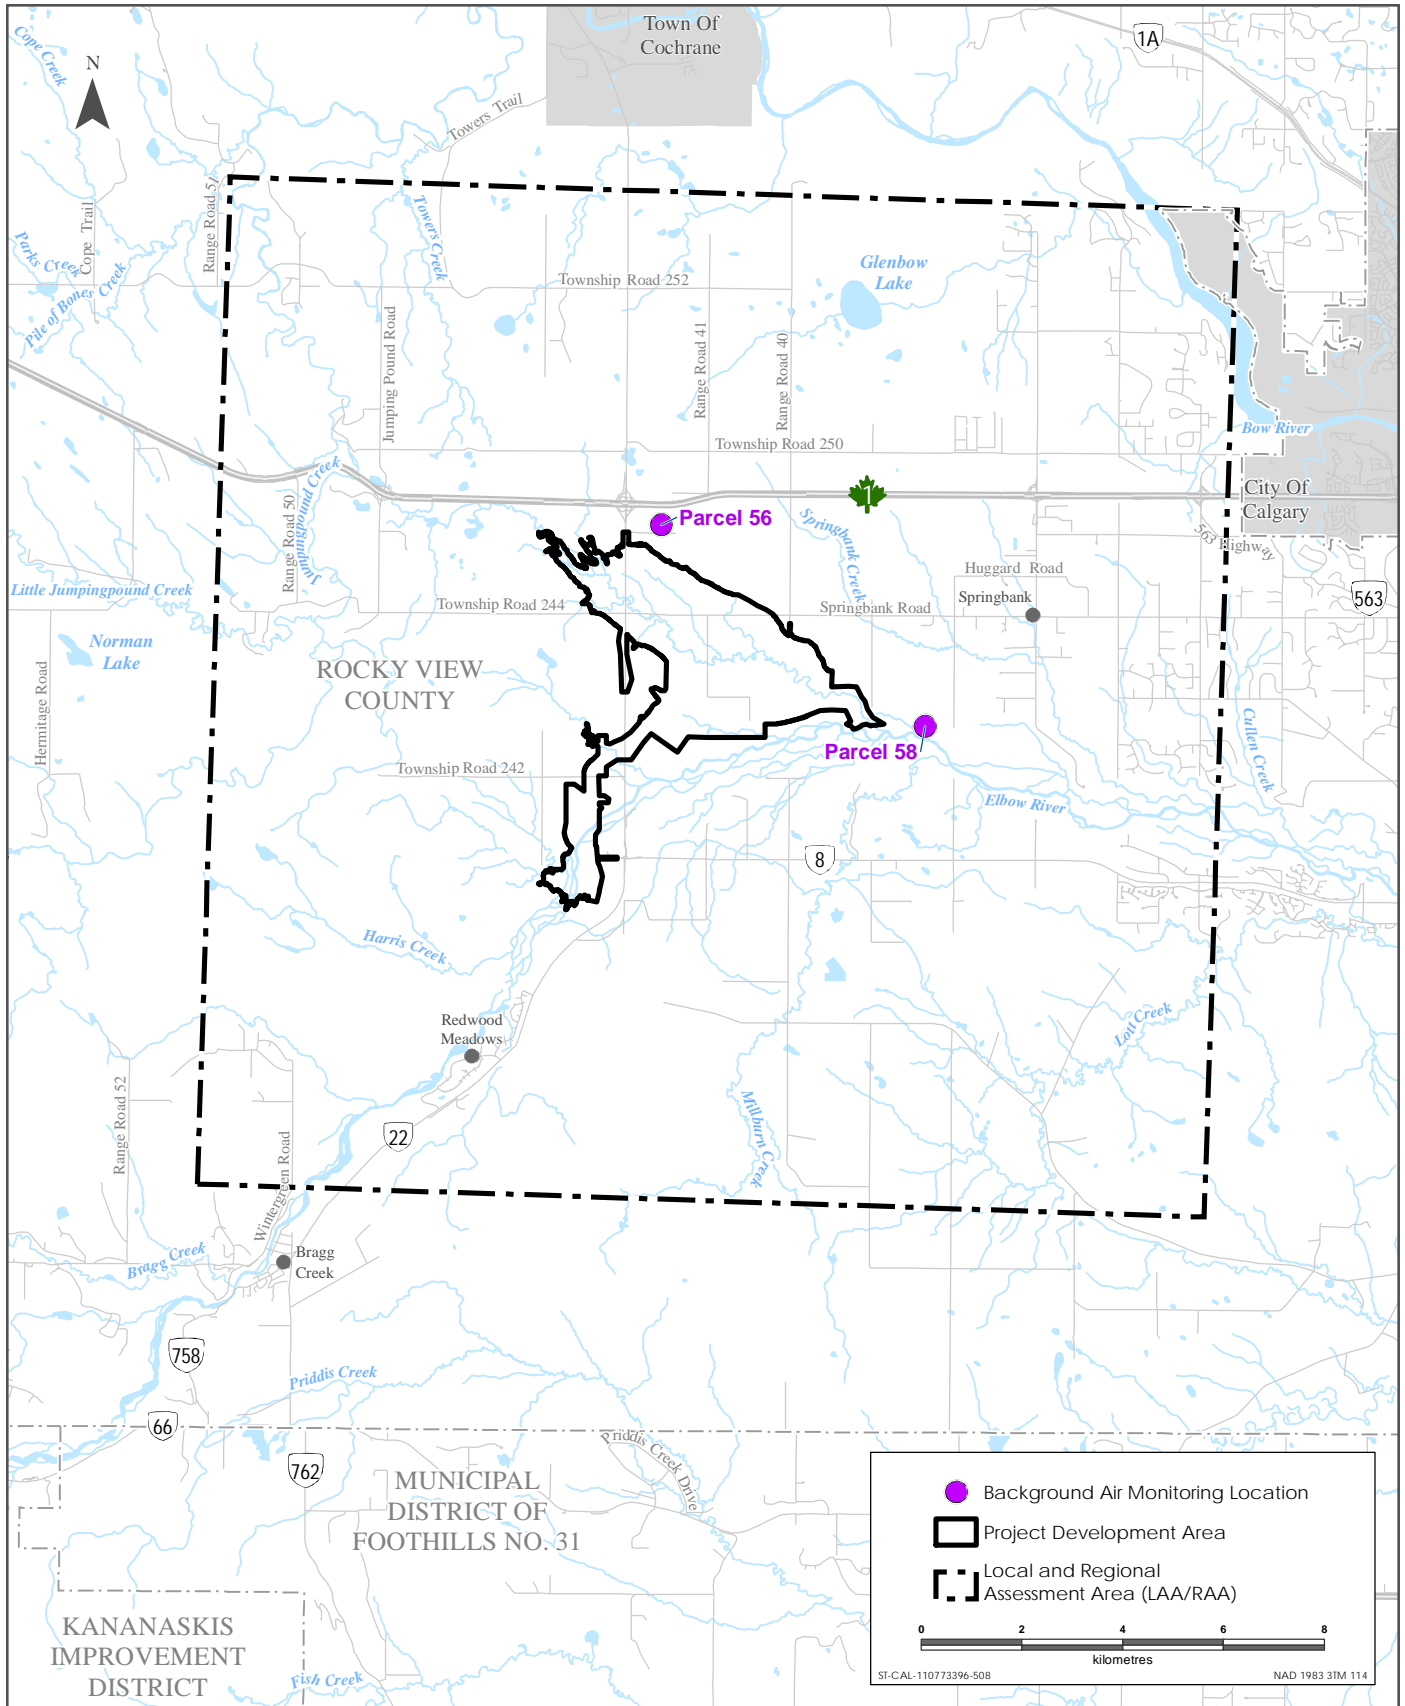 Town Of
Cochrane
1A
Cope Creek
N
Towers Trail
Range Road 51
Cope Trail
Towers Creek
Parks Creek
Pile of Bones Creek
Township Road 252
Glenbow
Lake
Jumping Pound Road
Range Road 41
Range Road 40
Township Road 250
Bow River
1
City Of
Calgary
Jumpingpound Creek
Range Road 50
Parcel 56
Springbank Creek
563 Highway
Huggard Road
Springbank
Little Jumpingpound Creek
Township Road 244
Springbank Road
563
Norman
Lake
ROCKY VIEW
COUNTY
Hermitage Road
Cullen Creek
Parcel 58
Township Road 242
Elbow River
8
Harris Creek
Redwood
Meadows
Lott Creek
Range Road 52
22
Millburn Creek
Wintergreen Road
Bragg Creek
Bragg
Creek
758
Priddis Creek
66
762
Priddis Creek Drive
MUNICIPAL
DISTRICT OF
FOOTHILLS NO. 31
KANANASKIS
IMPROVEMENT
DISTRICT
Fish Creek
Background Air Monitoring Location
Project Development Area
Local and Regional
Assessment Area (LAA/RAA)
0 2 4 6 8
kilometres
ST-CAL-110773396-508
NAD 1983 3TM 114